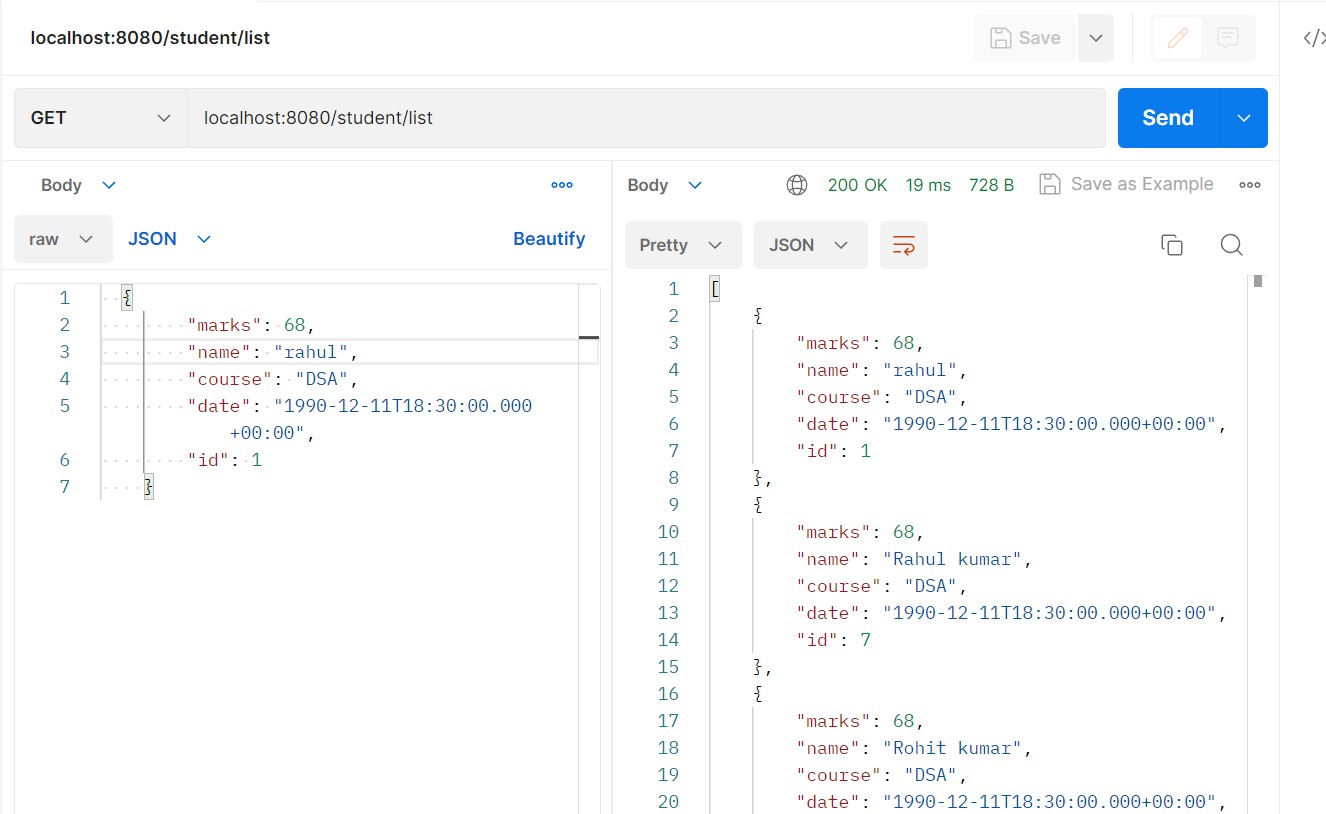 localhost:8080/student/list
Save
</>
GET
localhost:8080/student/list
Send
Body
raw
JSON
Beautify
1 {
2 "marks": 68,
3 "name": "rahul",
4 "course": "DSA",
5 "date": "1990-12-11T18:30:00.000
+00:00",
6 "id": 1
7 }
Body
200 OK 19 ms 728 B Save as Example
Pretty
JSON
1 [
2 {
3 "marks": 68,
4 "name": "rahul",
5 "course": "DSA",
6 "date": "1990-12-11T18:30:00.000+00:00",
7 "id": 1
8 },
9 {
10 "marks": 68,
11 "name": "Rahul kumar",
12 "course": "DSA",
13 "date": "1990-12-11T18:30:00.000+00:00",
14 "id": 7
15 },
16 {
17 "marks": 68,
18 "name": "Rohit kumar",
19 "course": "DSA",
20 "date": "1990-12-11T18:30:00.000+00:00",